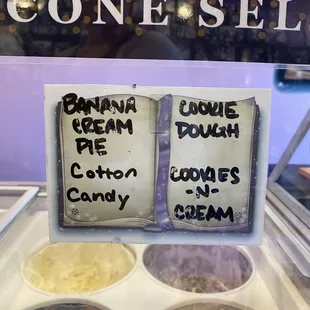 CONE SEL
BANANA
CREAM
PIE
Cotton
Candy
COOKIE
DOUGH
COOKIES
-N-
CREAM